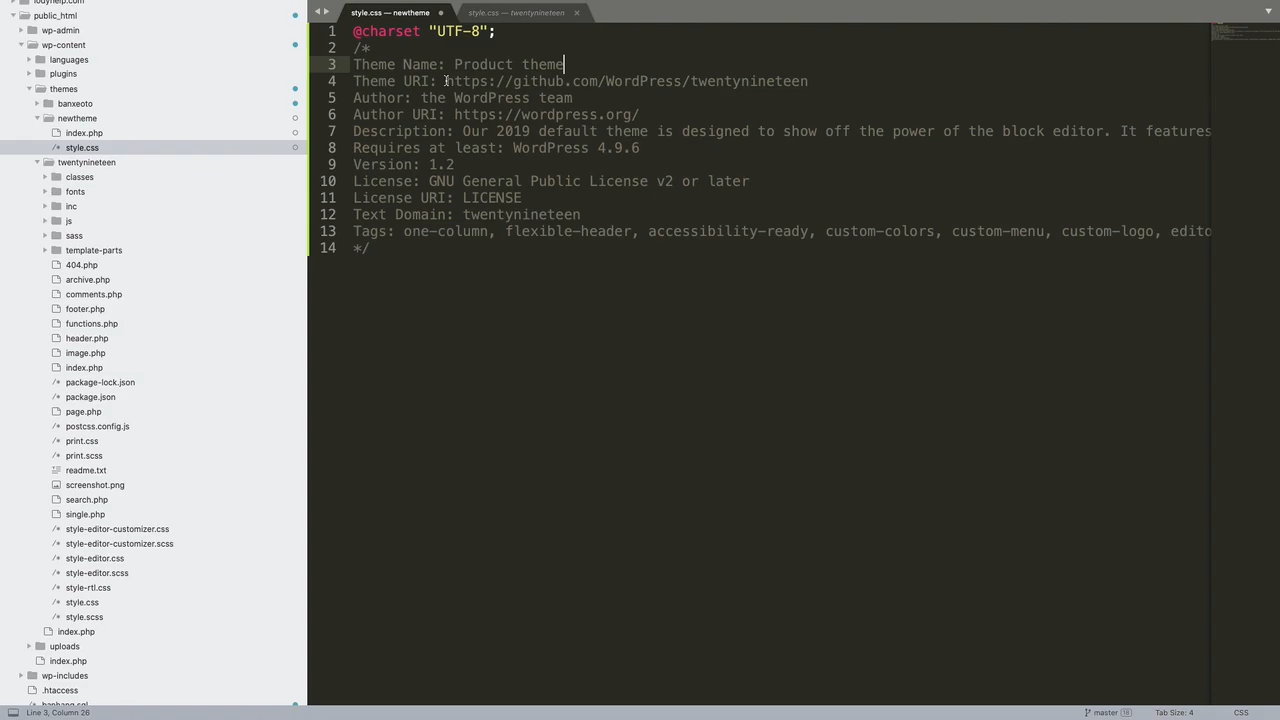 lodyhelp.com
public_html
wp-admin
wp-content
languages
plugins
themes
banxeoto
newtheme
index.php
/* style.css
twentynineteen
classes
fonts
inc
js
sass
template-parts
404.php
archive.php
comments.php
footer.php
functions.php
header.php
image.php
index.php
/* package-lock.json
/* package.json
page.php
/* postcss.config.js
/* print.css
/* print.scss
readme.txt
screenshot.png
search.php
single.php
/* style-editor-customizer.css
/* style-editor-customizer.scss
/* style-editor.css
/* style-editor.scss
/* style-rtl.css
/* style.css
/* style.scss
index.php
uploads
index.php
wp-includes
.htaccess
banhang.sql
style.css — newtheme
style.css — twentynineteen
1 @charset "UTF-8";
2 /*
3 Theme Name: Product theme
4 Theme URI: https://github.com/WordPress/twentynineteen
5 Author: the WordPress team
6 Author URI: https://wordpress.org/
7 Description: Our 2019 default theme is designed to show off the power of the block editor. It features
8 Requires at least: WordPress 4.9.6
9 Version: 1.2
10 License: GNU General Public License v2 or later
11 License URI: LICENSE
12 Text Domain: twentynineteen
13 Tags: one-column, flexible-header, accessibility-ready, custom-colors, custom-menu, custom-logo, edito
14 */
Line 3, Column 26
master 18
Tab Size: 4
CSS